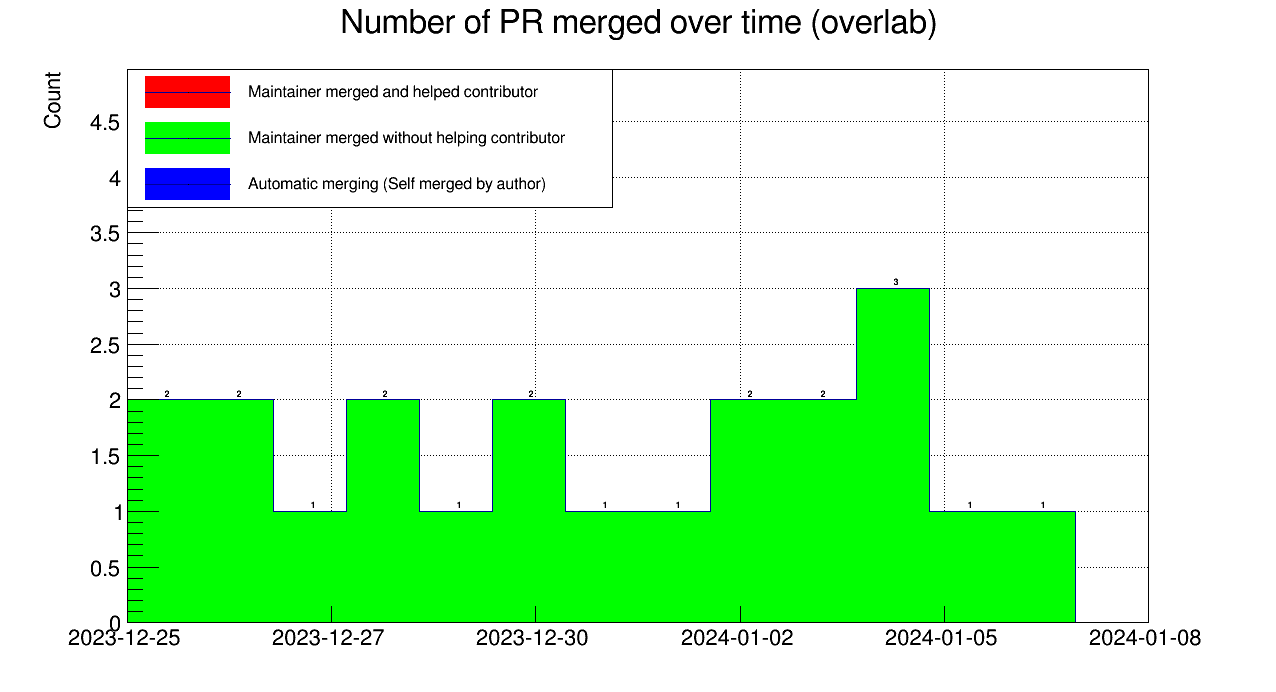 Number of PR merged over time (overlab)
Count
Maintainer merged and helped contributor
Maintainer merged without helping contributor
Automatic merging (Self merged by author)
4.5
4
3.5
3
2.5
2
1.5
1
0.5
0
2 2 1 2 1 2 1 1 2 2 3 1 1
2023-12-25 2023-12-27 2023-12-30 2024-01-02 2024-01-05 2024-01-08